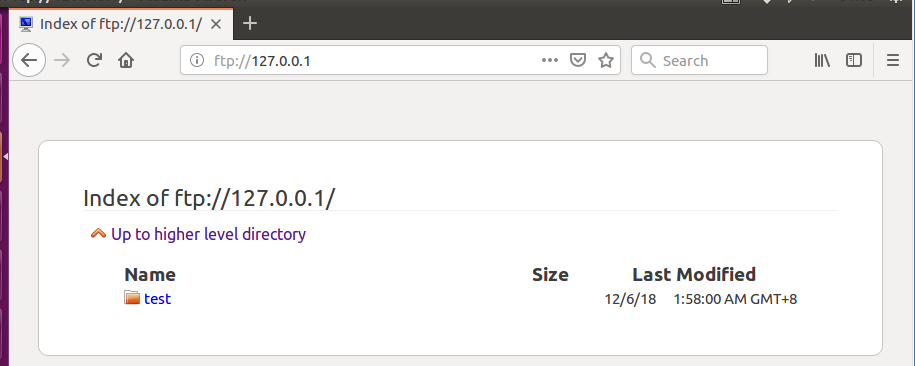 Index of ftp://127.0.0.1/
ftp://127.0.0.1
Search
Index of ftp://127.0.0.1/
Up to higher level directory
Name Size Last Modified
test 12/6/18 1:58:00 AM GMT+8